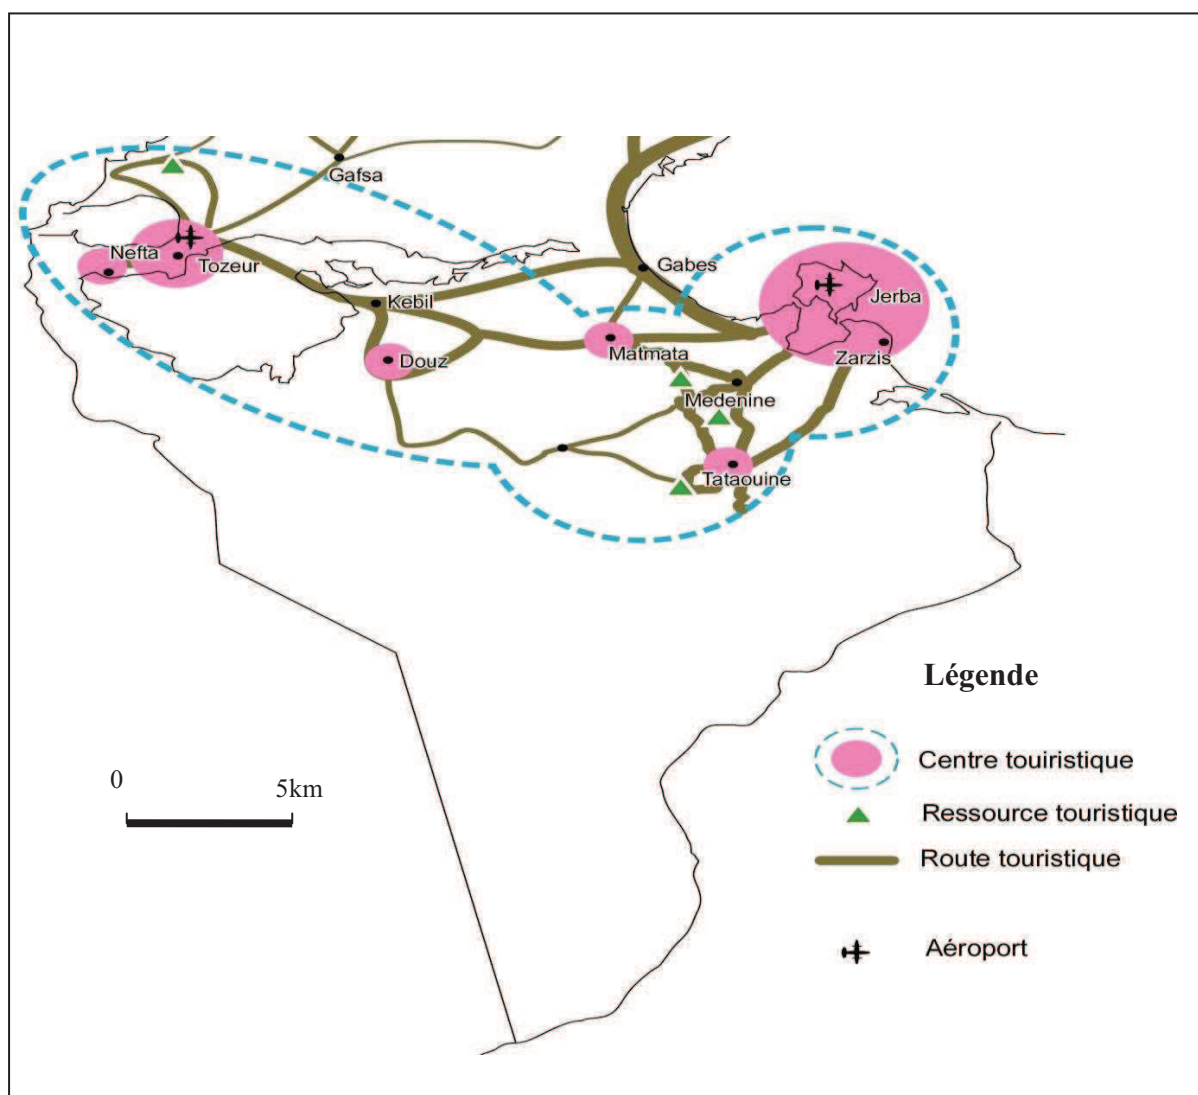 Gafsa
Nefta
Tozeur
Gabes
Kebil
Jerba
Matmata
Douz
Zarzis
Medenine
Tataouine
Légende
0
5km
Centre touiristique
Ressource touristique
Route touristique
Aéroport